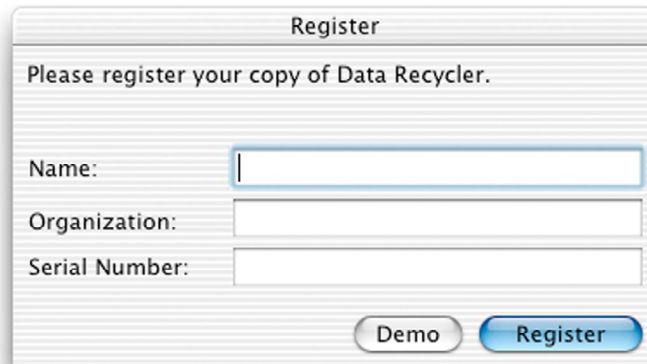 Register
Please register your copy of Data Recycler.
Name:
Organization:
Serial Number:
Demo Register